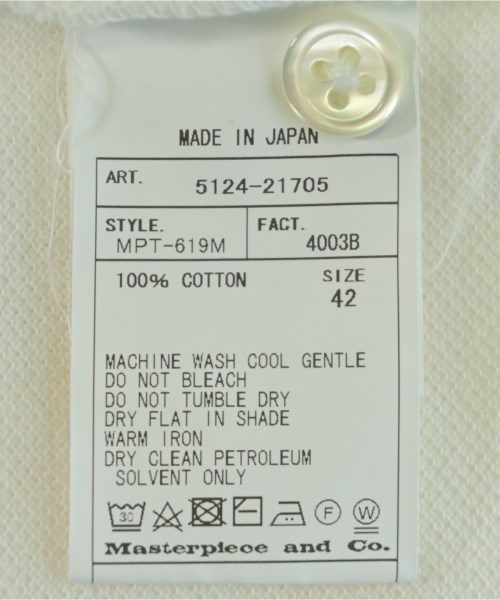 MADE IN JAPAN
ART. 5124-21705
STYLE. FACT.
MPT-619M 4003B
100% COTTON SIZE
42
MACHINE WASH COOL GENTLE
DO NOT BLEACH
DO NOT TUMBLE DRY
DRY FLAT IN SHADE
WARM IRON
DRY CLEAN PETROLEUM
SOLVENT ONLY
30 F W
Masterpiece and Co.